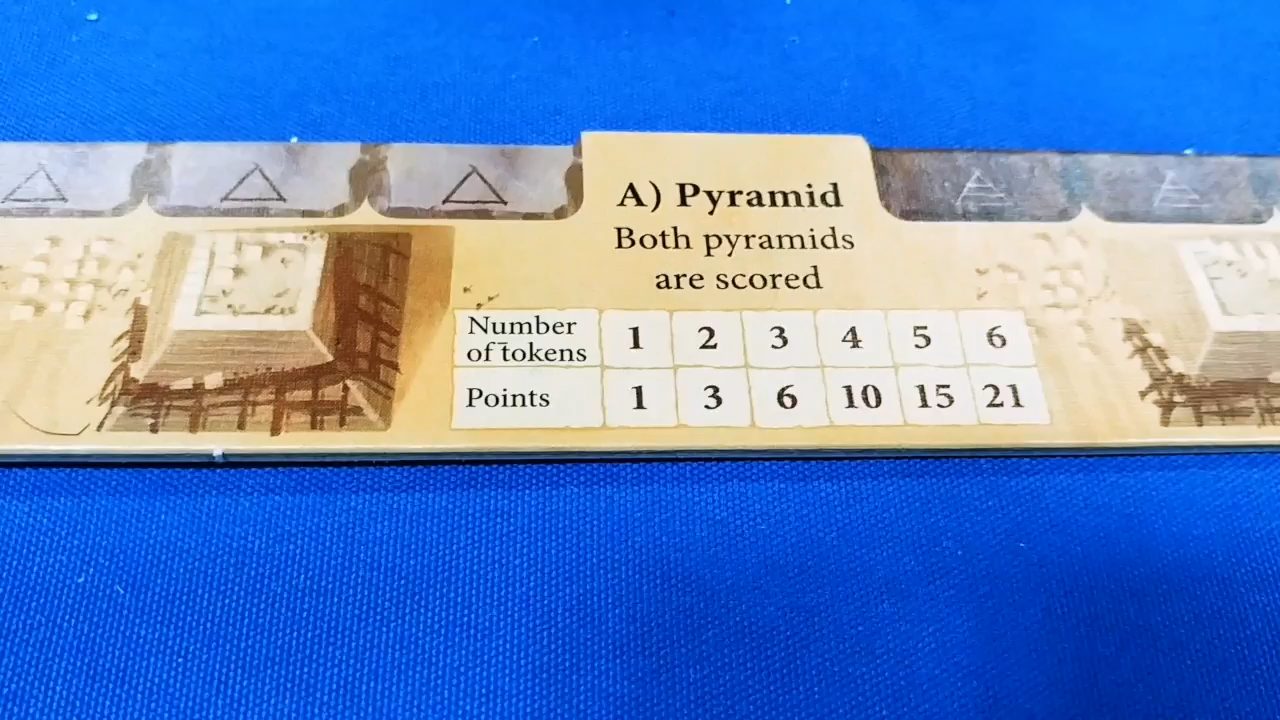 A) Pyramid
Both pyramids
are scored
Number
of tokens 1 2 3 4 5 6
Points 1 3 6 10 15 21